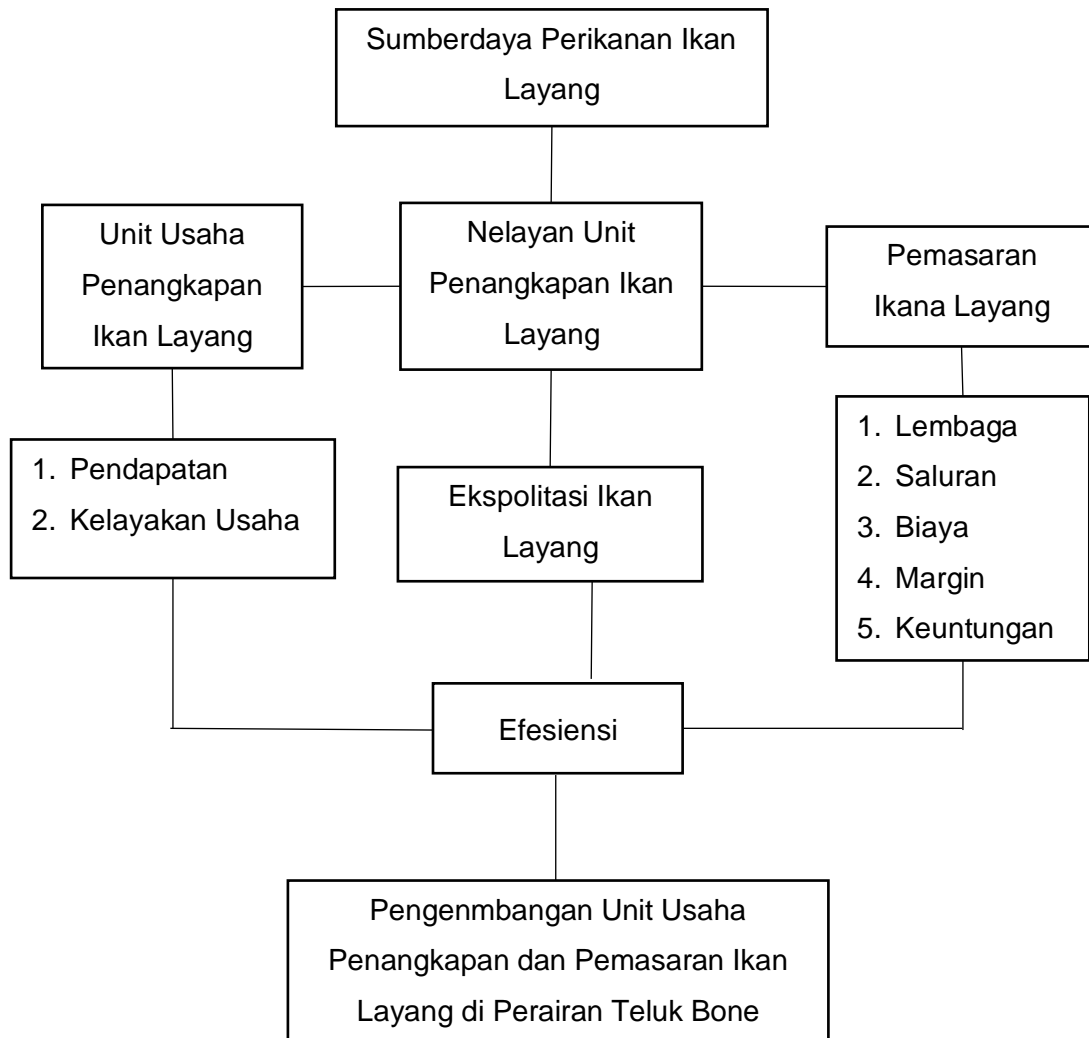 Sumberdaya Perikanan Ikan
Layang
Unit Usaha
Penangkapan
Ikan Layang
Nelayan Unit
Penangkapan Ikan
Layang
Pemasaran
Ikana Layang
1. Pendapatan
2. Kelayakan Usaha
Ekspolitasi Ikan
Layang
1. Lembaga
2. Saluran
3. Biaya
4. Margin
5. Keuntungan
Efesiensi
Pengenmbangan Unit Usaha
Penangkapan dan Pemasaran Ikan
Layang di Perairan Teluk Bone